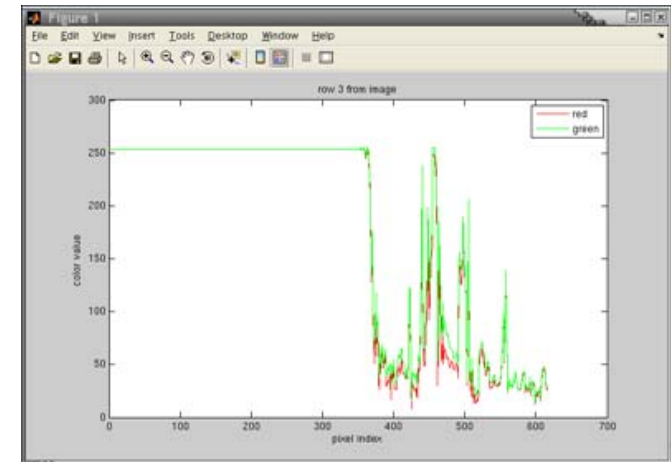 Figure 1
File Edit View Insert Tools Desktop Window Help
row 3 from image
300
250
200
150
100
50
0
color value
red
green
0 100 200 300 400 500 600 700
pixel index